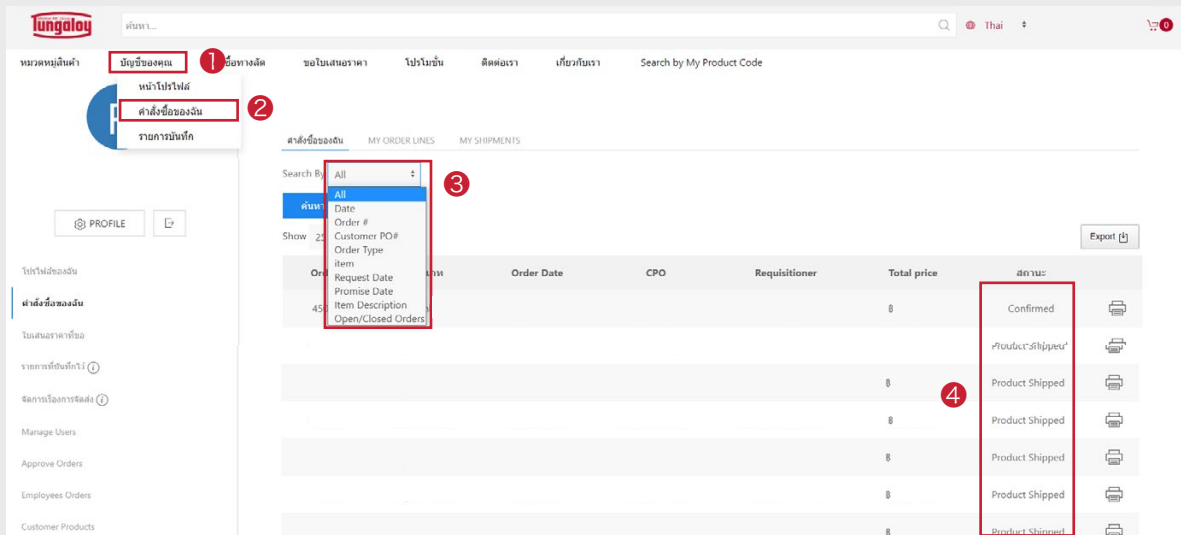 Tungaloy
ค้นหา...
Thai
0
หมวดหมู่สินค้า บัญชีของคุณ 1 ซื้อทางลัด ขอใบเสนอราคา โปรโมชั่น ติดต่อเรา เกี่ยวกับเรา Search by My Product Code
หน้าโปรไฟล์
คำสั่งซื้อของฉัน 2
รายการบันทึก
คำสั่งซื้อของฉัน MY ORDER LINES MY SHIPMENTS
Search By All 3
All
Date
Order #
Customer PO#
Order Type
item
Request Date
Promise Date
Item Description
Open/Closed Orders
ค้นหา
Show
Export
Order Date CPO Requisitioner Total price สถานะ
PROFILE
โปรไฟล์ของฉัน
คำสั่งซื้อของฉัน
ใบเสนอราคาที่ขอ
รายการที่บันทึกไว้
จัดการเรื่องการจัดส่ง
Manage Users
Approve Orders
Employees Orders
Customer Products
฿ Confirmed
Product Shipped
฿ 4 Product Shipped
฿ Product Shipped
฿ Product Shipped
฿ Product Shipped
฿ Product Shipped